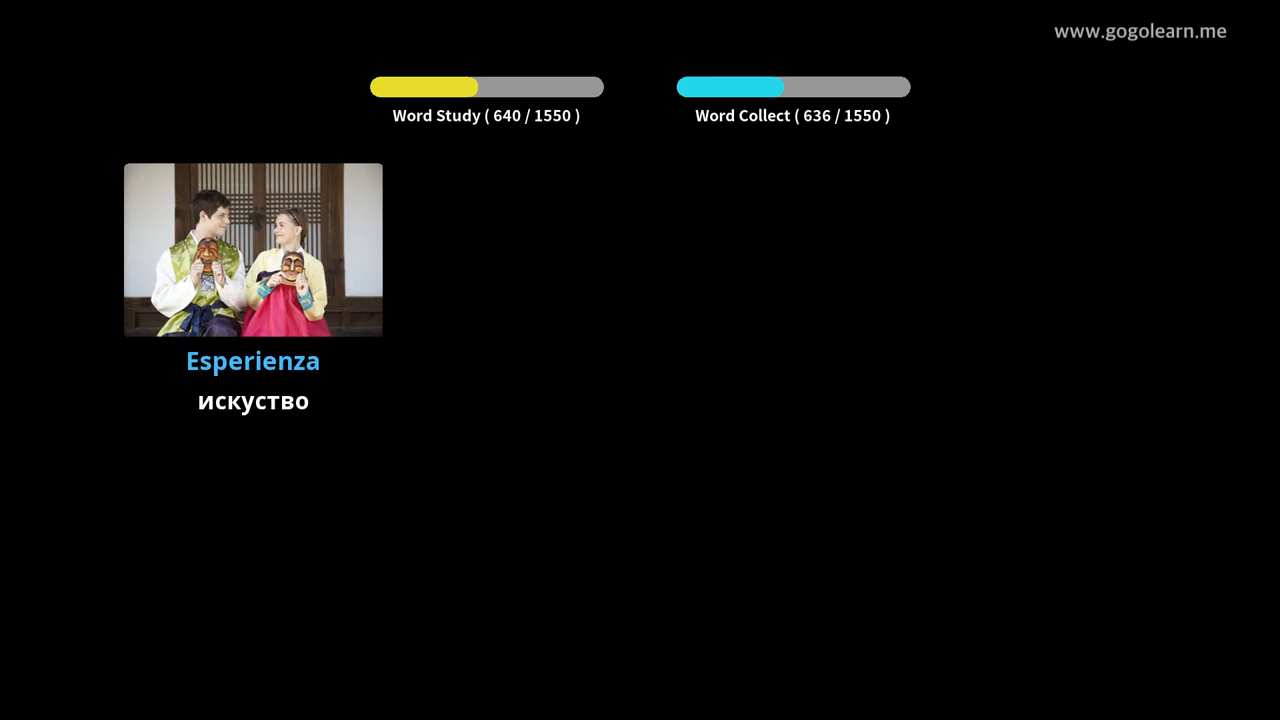 www.gogolearn.me
Word Study ( 640 / 1550 )
Word Collect ( 636 / 1550 )
Esperienza
искуство